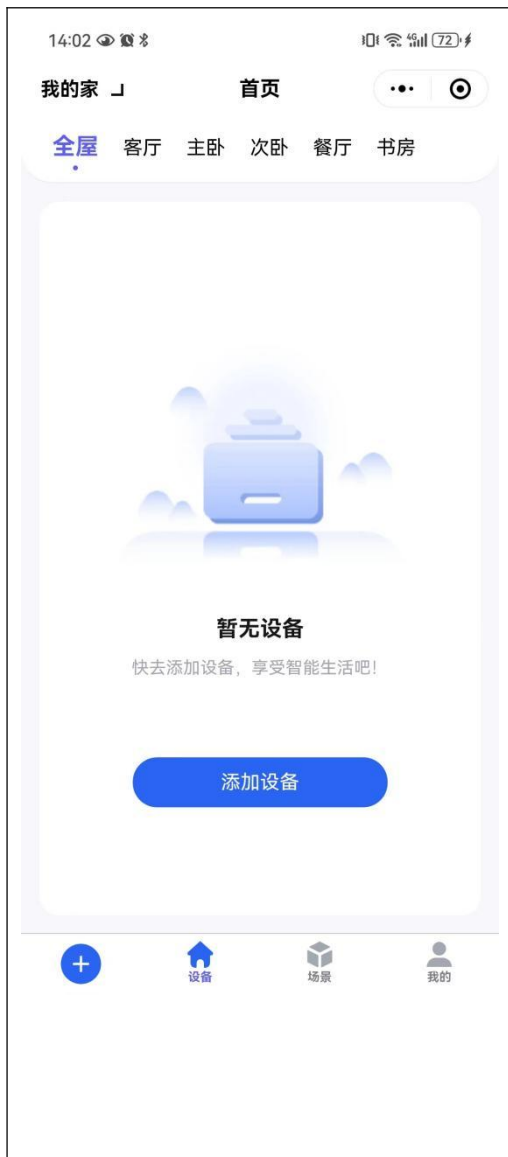 14:02 4G 72
我的家 首页
全屋 客厅 主卧 次卧 餐厅 书房
暂无设备
快去添加设备，享受智能生活吧！
添加设备
设备 场景 我的